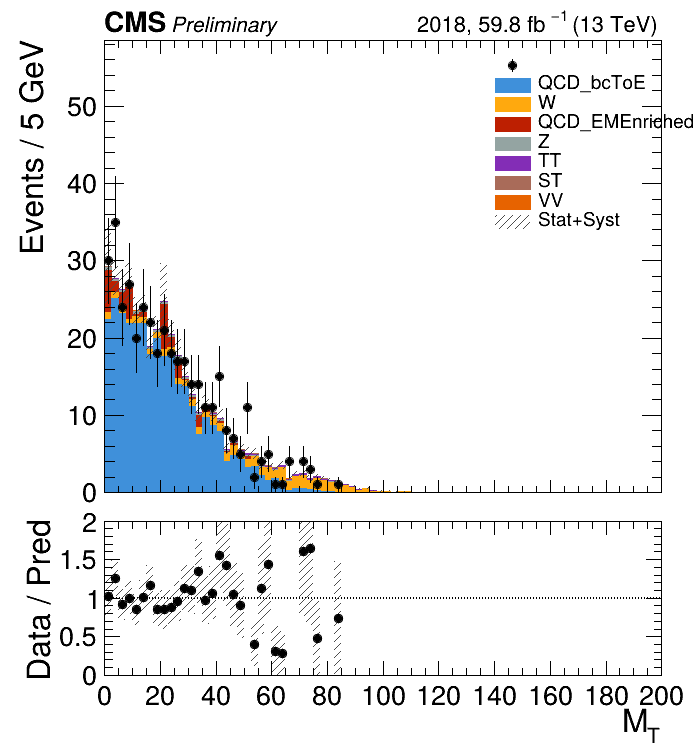 CMS Preliminary 2018, 59.8 fb⁻¹ (13 TeV)
Events / 5 GeV
QCD_bcToE
W
QCD_EMEnriched
Z
TT
ST
VV
Stat+Syst
50
40
30
20
10
0
Data / Pred
2
1.5
1
0.5
0
0 20 40 60 80 100 120 140 160 180 200
M_T